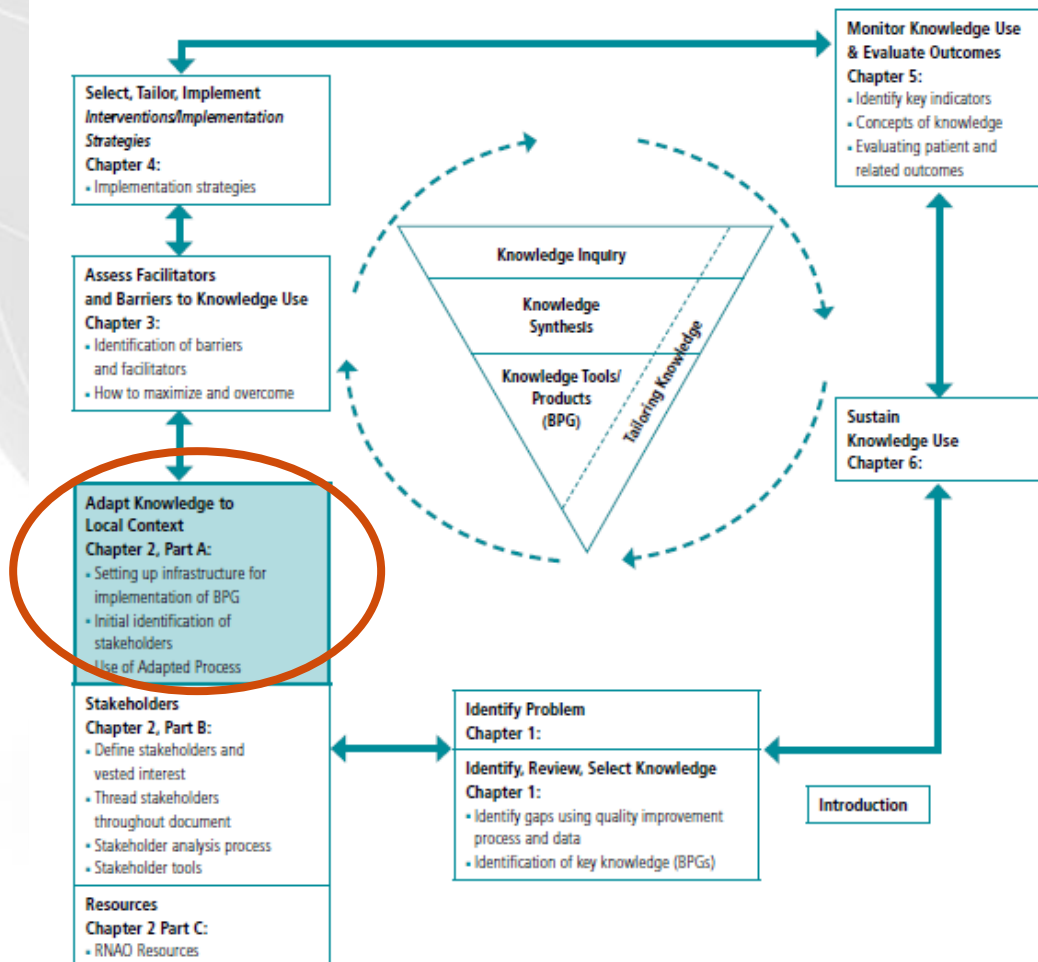 Select, Tailor, Implement
Interventions/Implementation
Strategies
Chapter 4:
▪ Implementation strategies
Assess Facilitators
and Barriers to Knowledge Use
Chapter 3:
▪ Identification of barriers
and facilitators
▪ How to maximize and overcome
Adapt Knowledge to
Local Context
Chapter 2, Part A:
▪ Setting up infrastructure for
implementation of BPG
▪ Initial identification of
stakeholders
▪ Use of Adapted Process
Stakeholders
Chapter 2, Part B:
▪ Define stakeholders and
vested interest
▪ Thread stakeholders
throughout document
▪ Stakeholder analysis process
▪ Stakeholder tools
Resources
Chapter 2 Part C:
▪ RNAO Resources
Knowledge Inquiry
Knowledge
Synthesis
Knowledge Tools/
Products
(BPG)
Tailoring Knowledge
Identify Problem
Chapter 1:
Identify, Review, Select Knowledge
Chapter 1:
▪ Identify gaps using quality improvement
process and data
▪ Identification of key knowledge (BPGs)
Monitor Knowledge Use
& Evaluate Outcomes
Chapter 5:
▪ Identify key indicators
▪ Concepts of knowledge
▪ Evaluating patient and
related outcomes
Sustain
Knowledge Use
Chapter 6:
Introduction